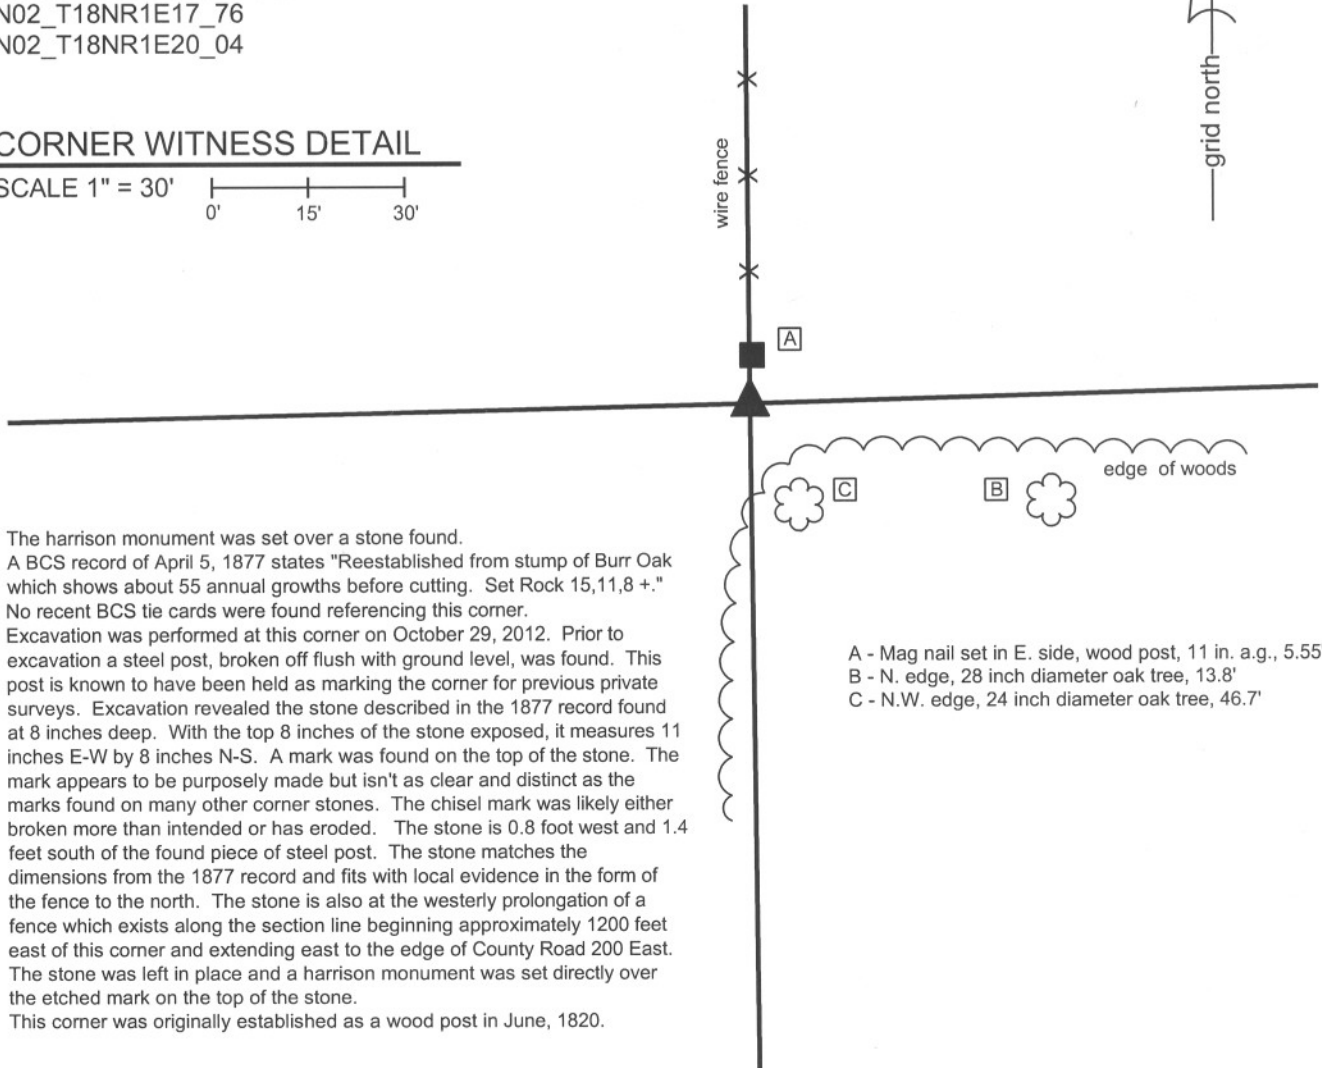 N02_T18NR1E17_76
N02_T18NR1E20_04
CORNER WITNESS DETAIL
SCALE 1" = 30'
0' 15' 30'
wire fence
grid north
A
C
B
edge of woods
The harrison monument was set over a stone found.
A BCS record of April 5, 1877 states "Reestablished from stump of Burr Oak
which shows about 55 annual growths before cutting. Set Rock 15,11,8 +."
No recent BCS tie cards were found referencing this corner.
Excavation was performed at this corner on October 29, 2012. Prior to
excavation a steel post, broken off flush with ground level, was found. This
post is known to have been held as marking the corner for previous private
surveys. Excavation revealed the stone described in the 1877 record found
at 8 inches deep. With the top 8 inches of the stone exposed, it measures 11
inches E-W by 8 inches N-S. A mark was found on the top of the stone. The
mark appears to be purposely made but isn't as clear and distinct as the
marks found on many other corner stones. The chisel mark was likely either
broken more than intended or has eroded. The stone is 0.8 foot west and 1.4
feet south of the found piece of steel post. The stone matches the
dimensions from the 1877 record and fits with local evidence in the form of
the fence to the north. The stone is also at the westerly prolongation of a
fence which exists along the section line beginning approximately 1200 feet
east of this corner and extending east to the edge of County Road 200 East.
The stone was left in place and a harrison monument was set directly over
the etched mark on the top of the stone.
This corner was originally established as a wood post in June, 1820.
A - Mag nail set in E. side, wood post, 11 in. a.g., 5.55'
B - N. edge, 28 inch diameter oak tree, 13.8'
C - N.W. edge, 24 inch diameter oak tree, 46.7'